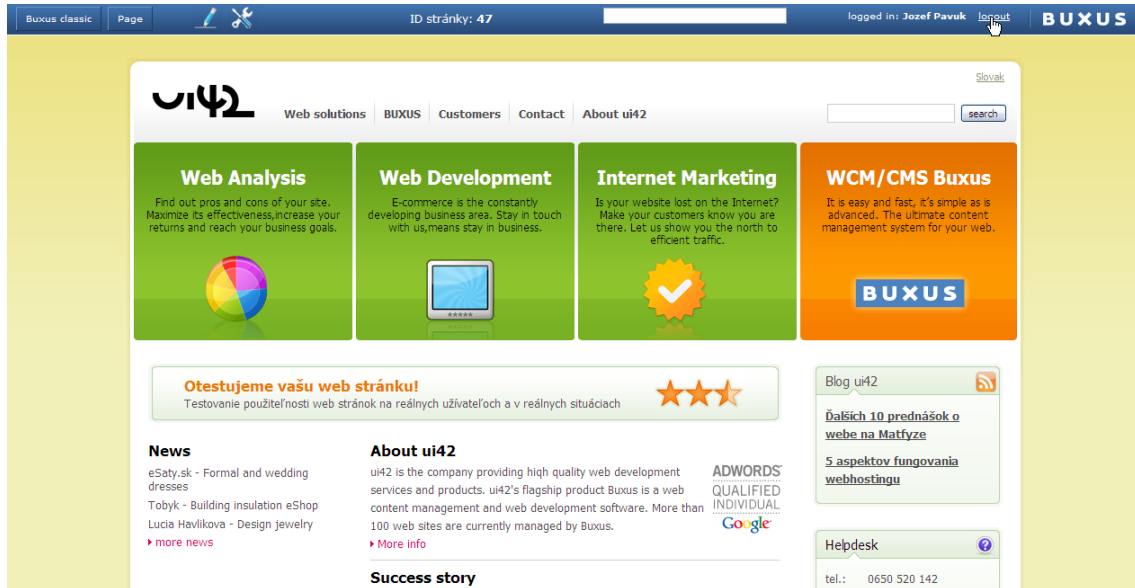 Buxus classic Page ID stránky: 47 logged in: Jozef Pavuk logout BUXUS
Slovak
ui42 Web solutions BUXUS Customers Contact About ui42 search
Web Analysis
Find out pros and cons of your site.
Maximize its effectiveness,increase your
returns and reach your business goals.
Web Development
E-commerce is the constantly
developing business area. Stay in touch
with us,means stay in business.
Internet Marketing
Is your website lost on the Internet?
Make your customers know you are
there. Let us show you the north to
efficient traffic.
WCM/CMS Buxus
It is easy and fast, it's simple as is
advanced. The ultimate content
management system for your web.
BUXUS
Otestujeme vašu web stránku!
Testovanie použiteľnosti web stránok na reálnych užívateľoch a v reálnych situáciach
News
eSaty.sk - Formal and wedding
dresses
Tobyk - Building insulation eShop
Lucia Havlikova - Design jewelry
more news
About ui42
ui42 is the company providing high quality web development
services and products. ui42's flagship product Buxus is a web
content management and web development software. More than
100 web sites are currently managed by Buxus.
More info
ADWORDS
QUALIFIED
INDIVIDUAL
Google
Success story
Blog ui42
Ďalších 10 prednášok o
webe na Matfyze
5 aspektov fungovania
webhostingu
Helpdesk ?
tel.: 0650 520 142